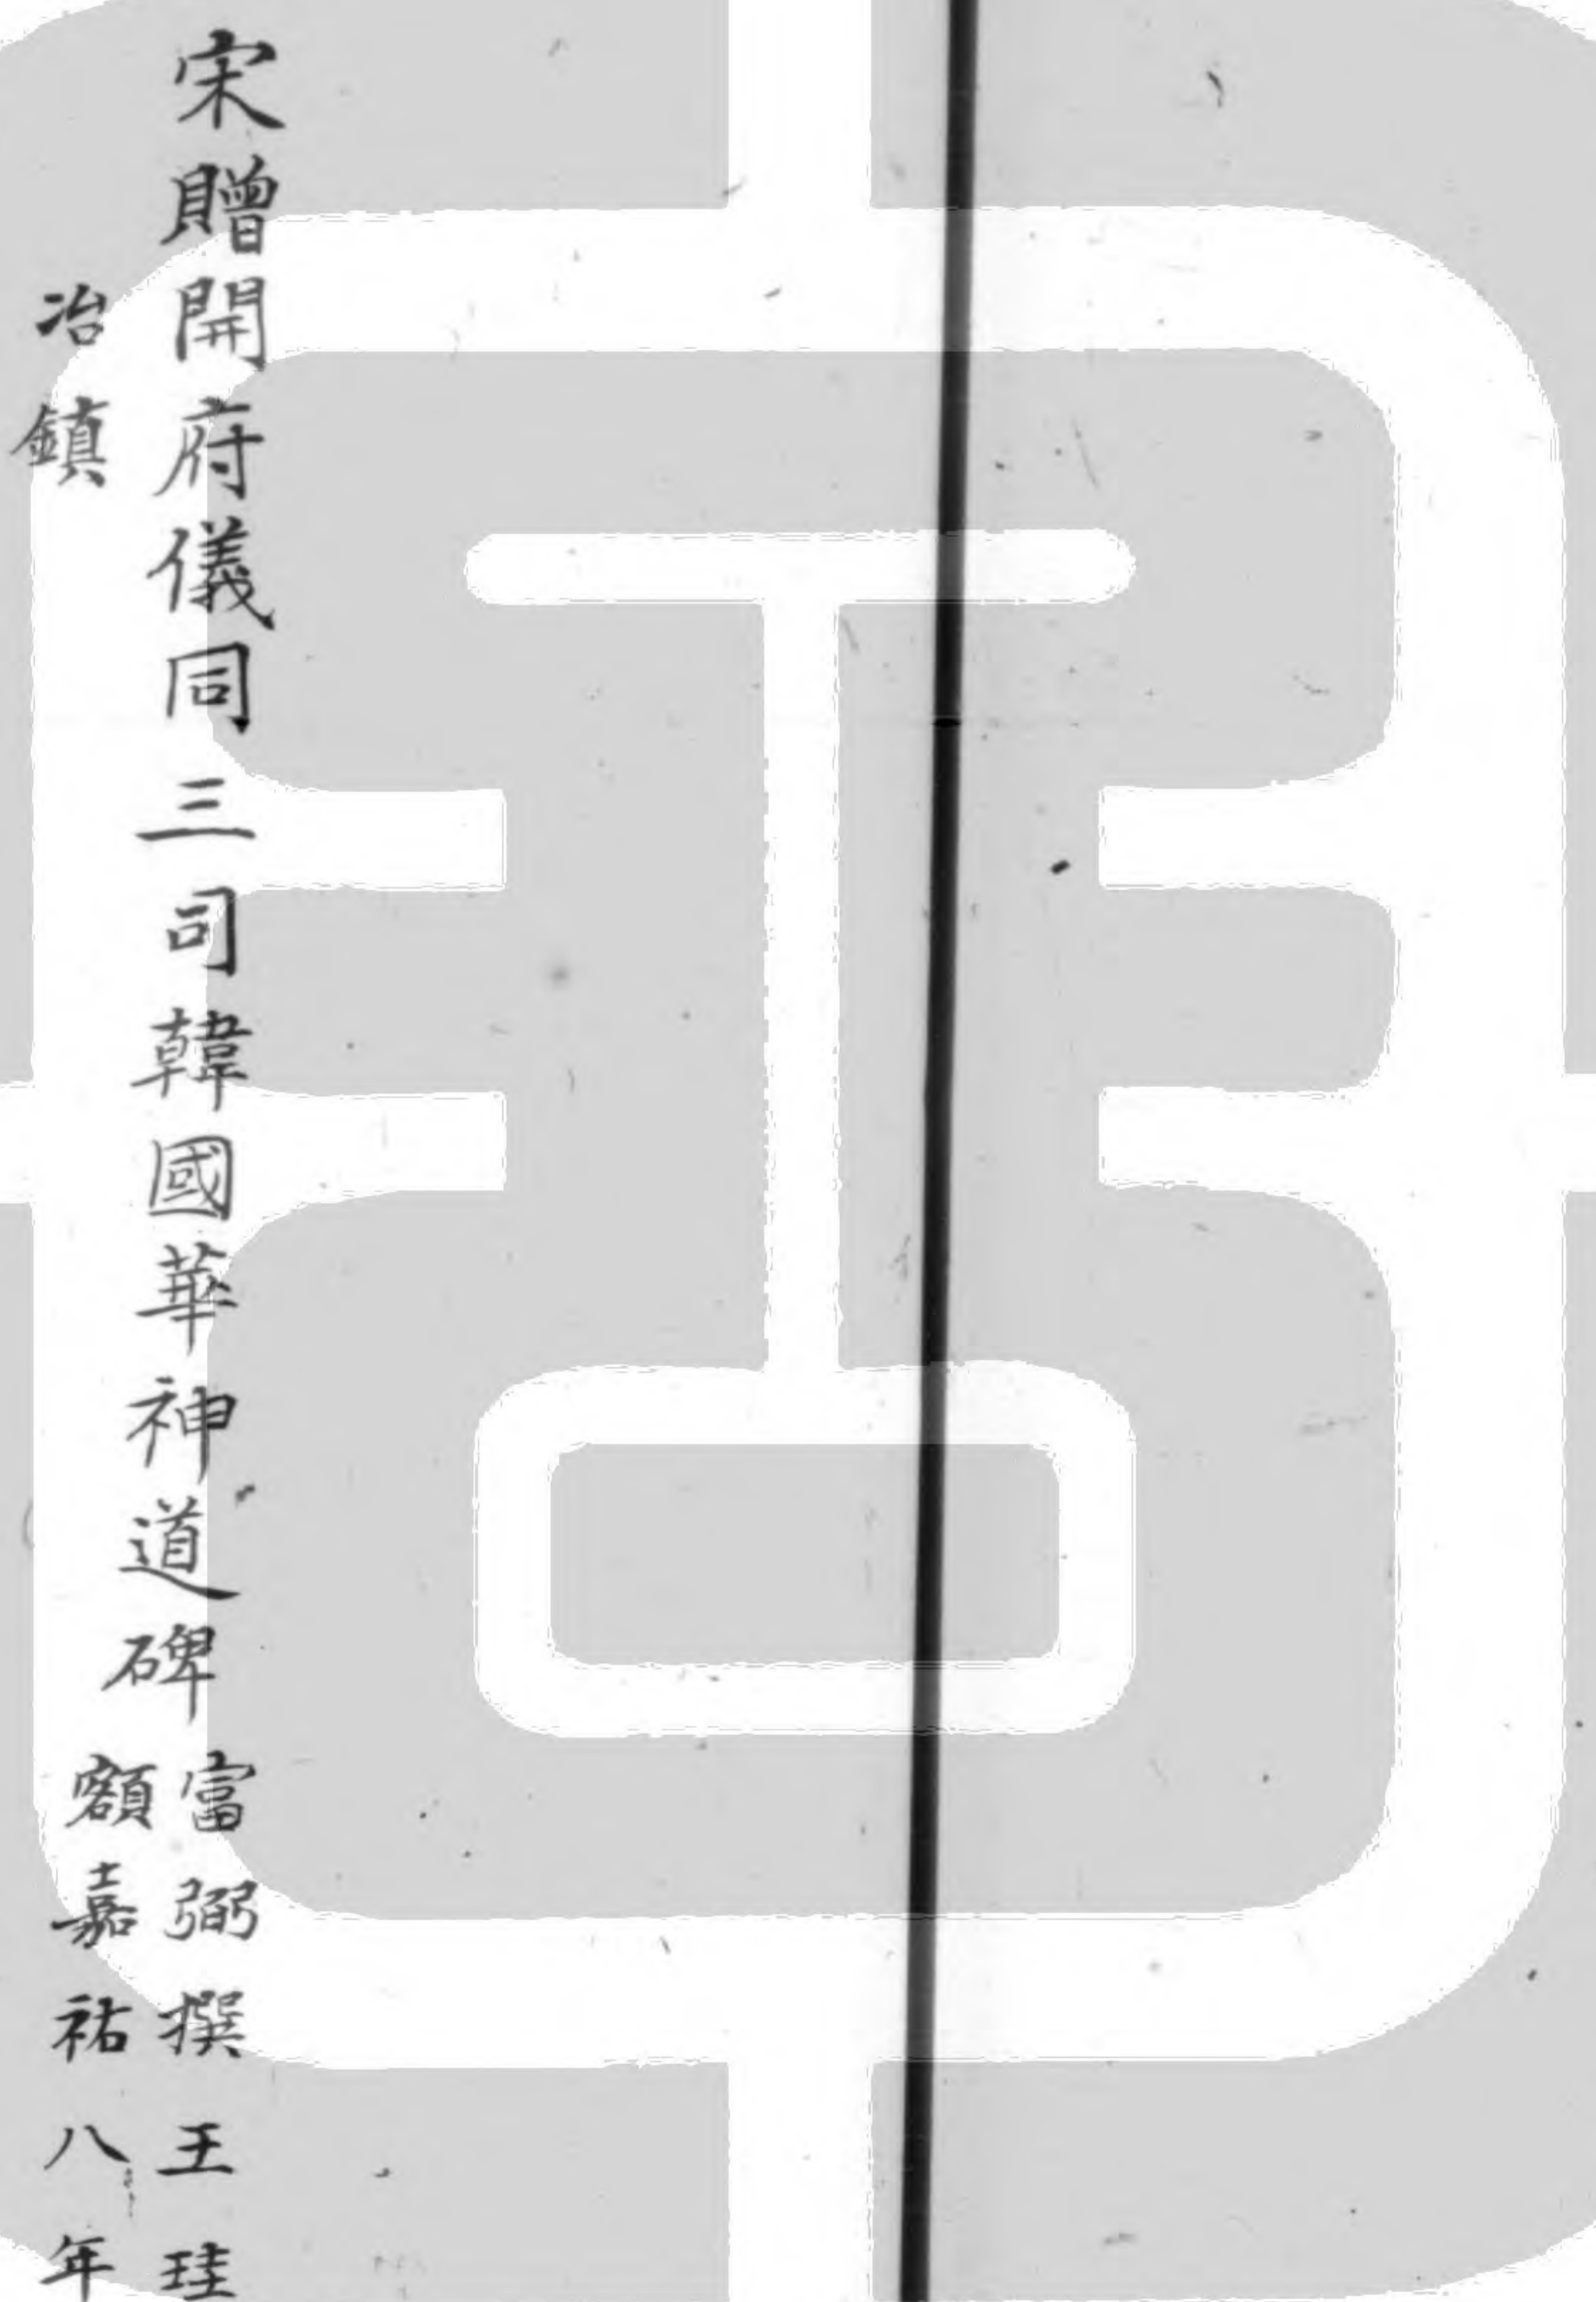 宋贈開府儀同三司韓國華神道碑
富弼撰王珪
額嘉祐八年
冶鎮